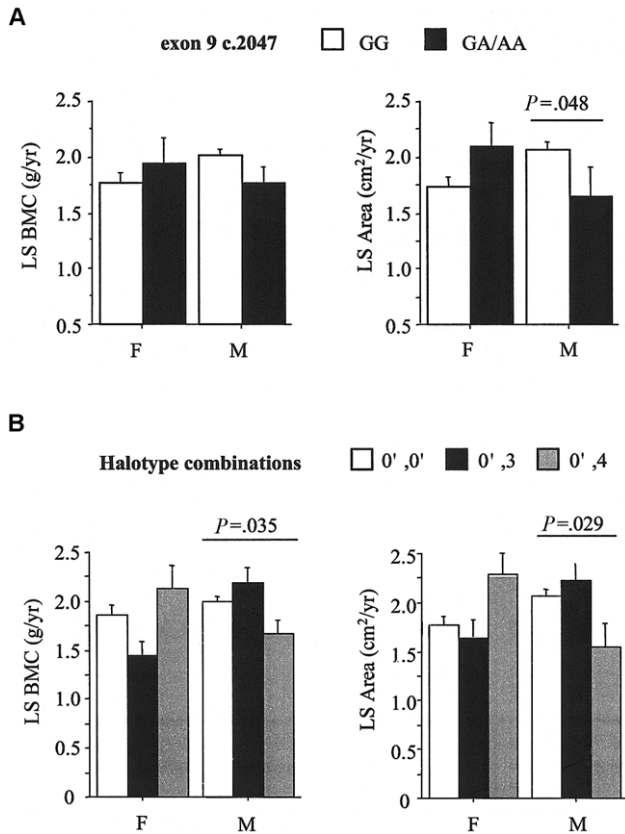 A
exon 9 c.2047 GG GA/AA
LS BMC (g/yr)
2.5
2.0
1.5
1.0
0.5
F M
LS Area (cm²/yr)
2.5
2.0
1.5
1.0
0.5
P=.048
F M
B
Halotype combinations 0' ,0' 0' ,3 0' ,4
LS BMC (g/yr)
2.5
2.0
1.5
1.0
0.5
0
P=.035
F M
LS Area (cm²/yr)
2.5
2.0
1.5
1.0
0.5
0
P=.029
F M